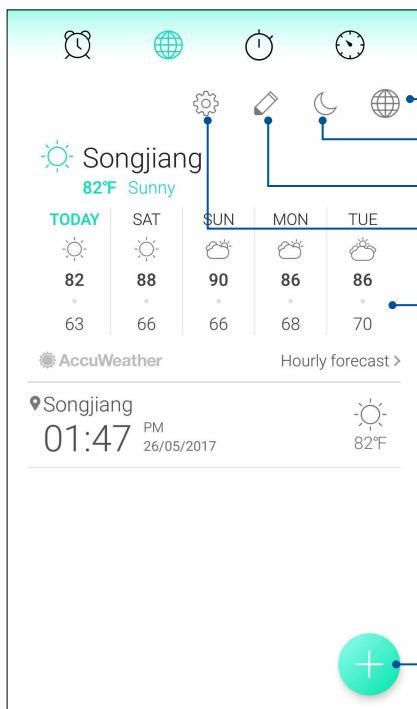 Songjiang
82°F Sunny
TODAY SAT SUN MON TUE
82 88 90 86 86
63 66 66 68 70
AccuWeather Hourly forecast >
Songjiang
01:47 PM
26/05/2017
82°F